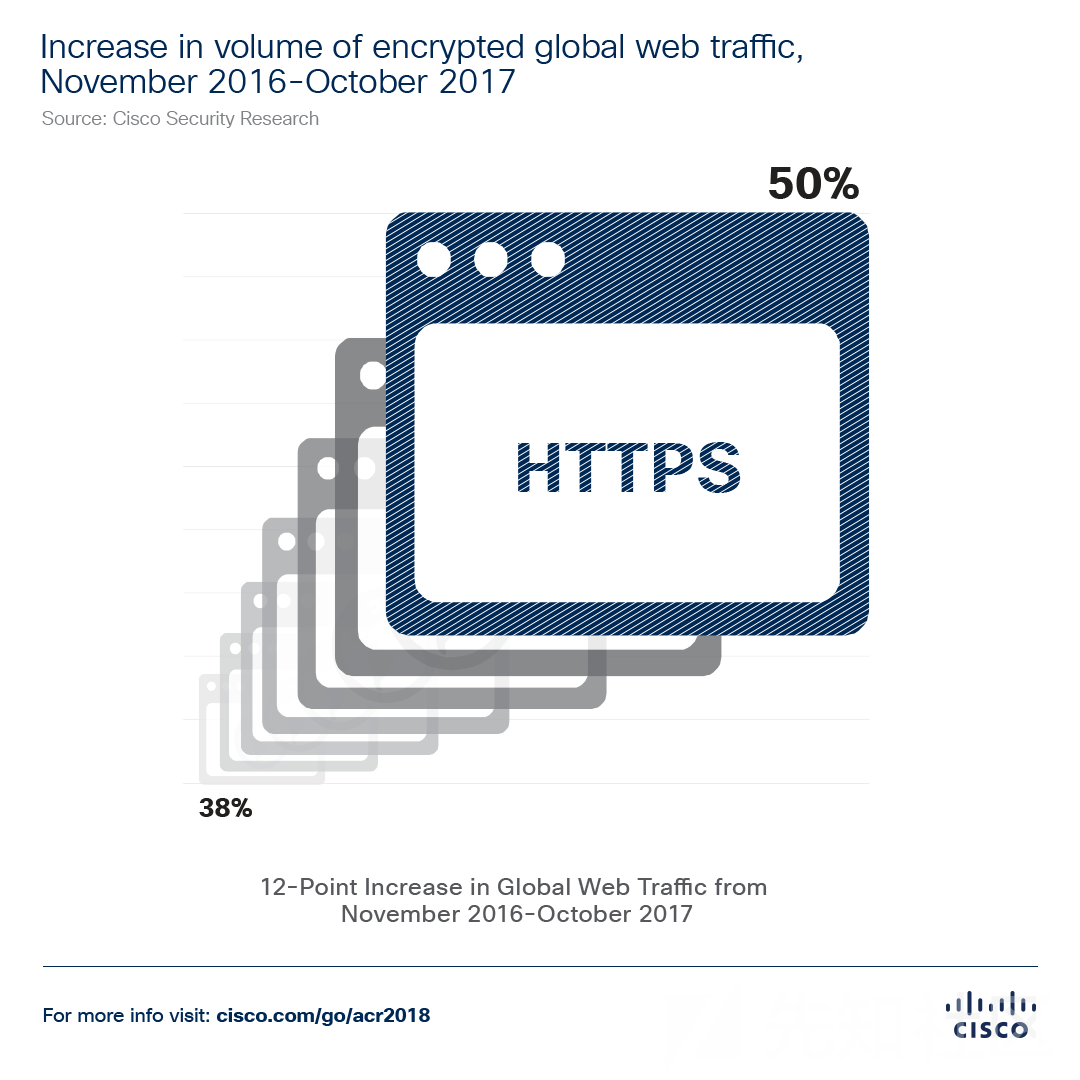 Increase in volume of encrypted global web traffic,
November 2016–October 2017
Source: Cisco Security Research
50%
HTTPS
38%
12-Point Increase in Global Web Traffic from
November 2016–October 2017
For more info visit: cisco.com/go/acr2018
CISCO